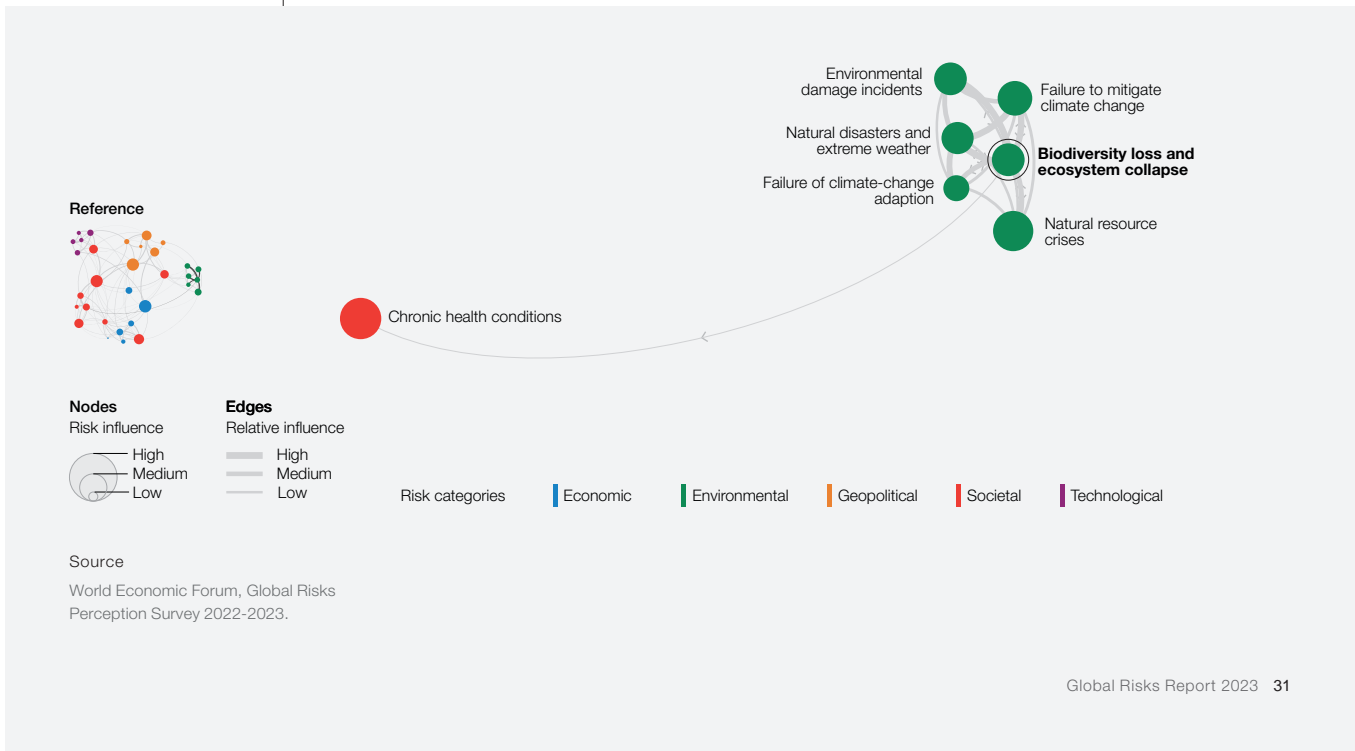 Environmental
damage incidents
Failure to mitigate
climate change
Natural disasters and
extreme weather
Biodiversity loss and
ecosystem collapse
Failure of climate-change
adaption
Natural resource
crises
Reference
Chronic health conditions
Nodes
Risk influence
High
Medium
Low
Edges
Relative influence
High
Medium
Low
Risk categories
Economic
Environmental
Geopolitical
Societal
Technological
Source
World Economic Forum, Global Risks
Perception Survey 2022-2023.
Global Risks Report 2023 31